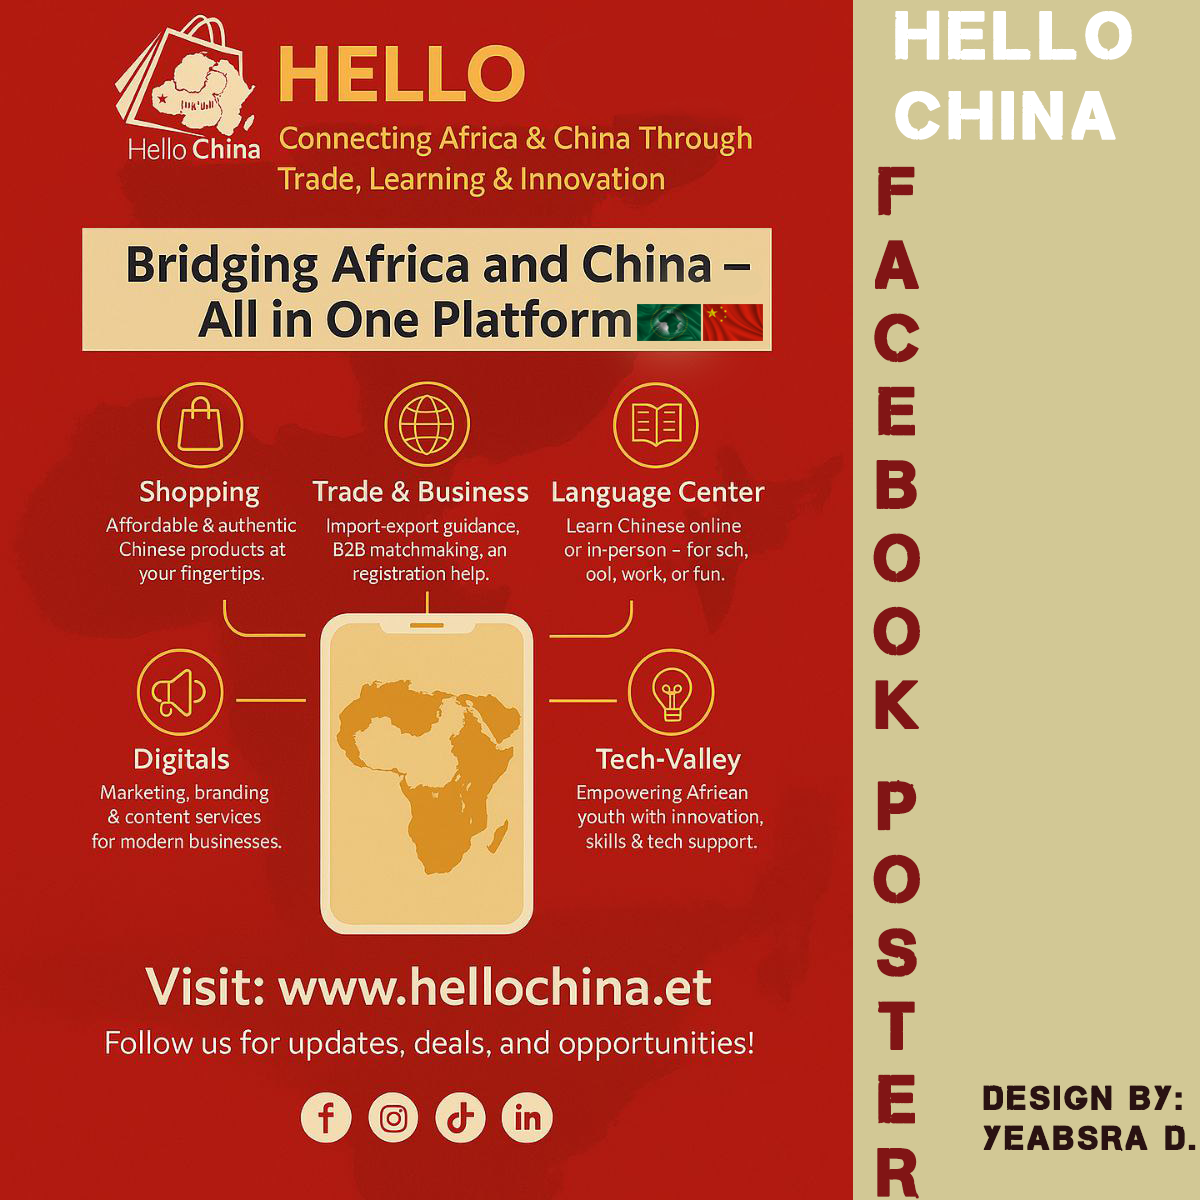 Hello China
HELLO
Connecting Africa & China Through
Trade, Learning & Innovation
Bridging Africa and China –
All in One Platform
Shopping
Affordable & authentic
Chinese products at
your fingertips.
Trade & Business
Import-export guidance,
B2B matchmaking, an
registration help.
Language Center
Learn Chinese online
or in-person – for sch,
ool, work, or fun.
Digitals
Marketing, branding
& content services
for modern businesses.
Tech-Valley
Empowering Afriean
youth with innovation,
skills & tech support.
Visit: www.hellochina.et
Follow us for updates, deals, and opportunities!
HELLO
CHINA
FACEBOOK POSTER
DESIGN BY:
YEABSRA D.